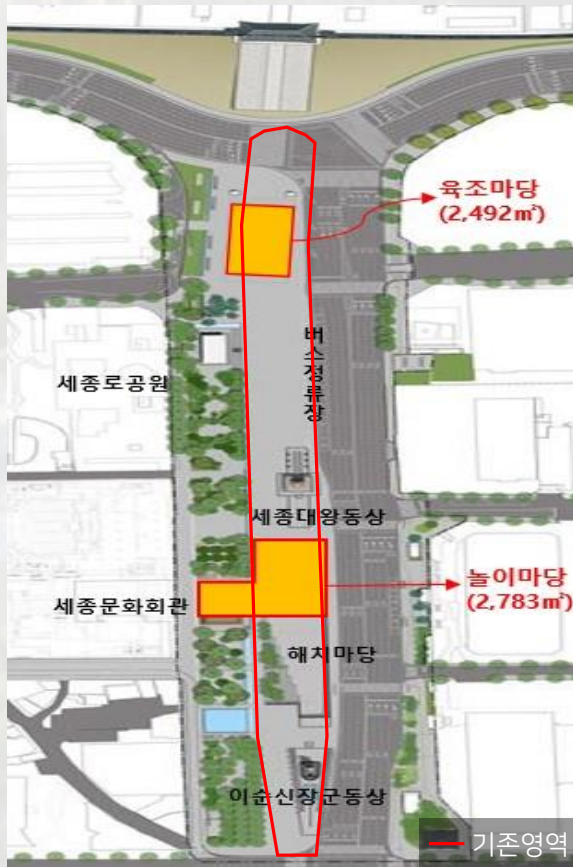 육조마당
(2,492㎡)
버스정류장
세종로공원
세종대왕동상
놀이마당
(2,783㎡)
세종문화회관
해치마당
이순신장군동상
기존영역